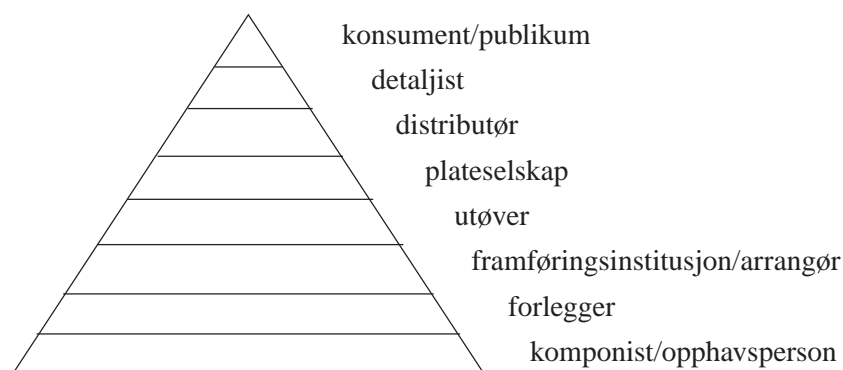 konsument/publikum
detaljist
distributør
plateselskap
utøver
framføringsinstitusjon/arrangør
forlegger
komponist/opphavsperson